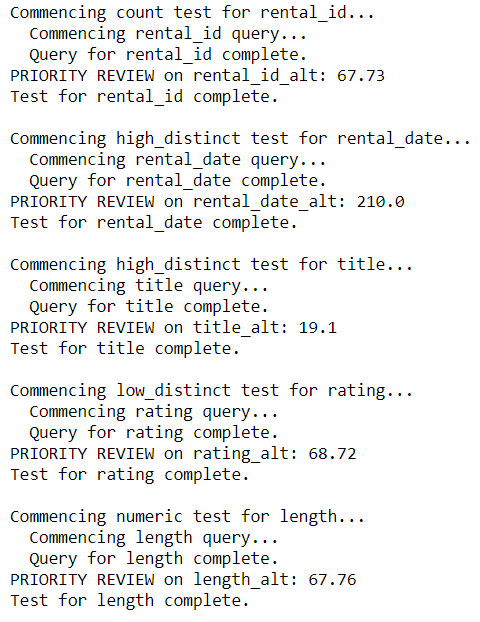 Commencing count test for rental_id...
  Commencing rental_id query...
  Query for rental_id complete.
PRIORITY REVIEW on rental_id_alt: 67.73
Test for rental_id complete.

Commencing high_distinct test for rental_date...
  Commencing rental_date query...
  Query for rental_date complete.
PRIORITY REVIEW on rental_date_alt: 210.0
Test for rental_date complete.

Commencing high_distinct test for title...
  Commencing title query...
  Query for title complete.
PRIORITY REVIEW on title_alt: 19.1
Test for title complete.

Commencing low_distinct test for rating...
  Commencing rating query...
  Query for rating complete.
PRIORITY REVIEW on rating_alt: 68.72
Test for rating complete.

Commencing numeric test for length...
  Commencing length query...
  Query for length complete.
PRIORITY REVIEW on length_alt: 67.76
Test for length complete.